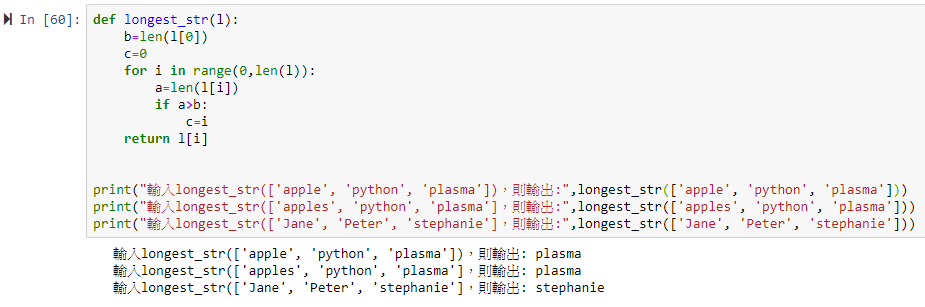 In [60]:
def longest_str(l):
    b=len(l[0])
    c=0
    for i in range(0,len(l)):
        a=len(l[i])
        if a>b:
            c=i
    return l[i]
print("輸入longest_str(['apple', 'python', 'plasma'])，則輸出:",longest_str(['apple', 'python', 'plasma']))
print("輸入longest_str(['apples', 'python', 'plasma']，則輸出:",longest_str(['apples', 'python', 'plasma']))
print("輸入longest_str(['Jane', 'Peter', 'stephanie']，則輸出:",longest_str(['Jane', 'Peter', 'stephanie']))
輸入longest_str(['apple', 'python', 'plasma'])，則輸出: plasma
輸入longest_str(['apples', 'python', 'plasma']，則輸出: plasma
輸入longest_str(['Jane', 'Peter', 'stephanie']，則輸出: stephanie